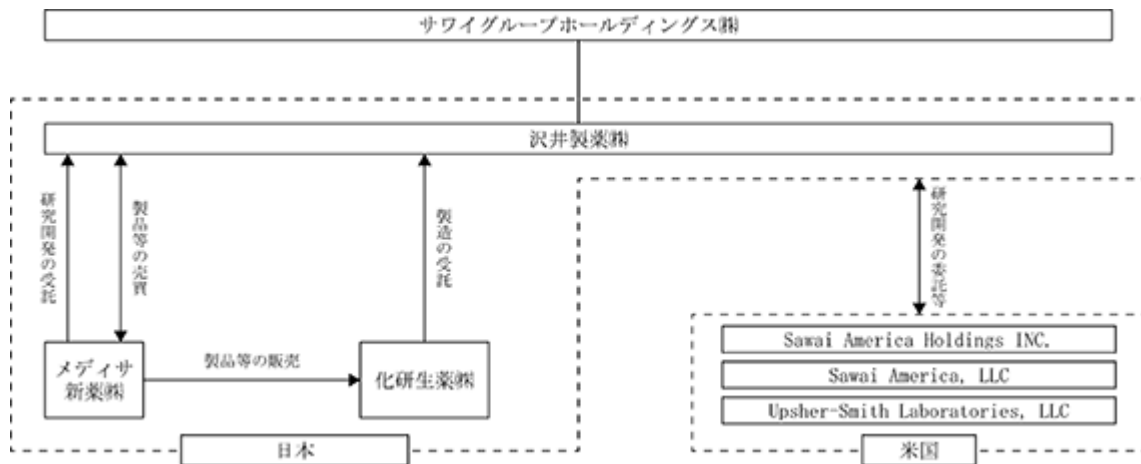 サワイグループホールディングス㈱
沢井製薬㈱
研究開発の受託
製品等の売買
製造の受託
研究開発の委託等
メディサ
新薬㈱
製品等の販売
化研生薬㈱
Sawai America Holdings INC.
Sawai America, LLC
Upsher-Smith Laboratories, LLC
日本
米国